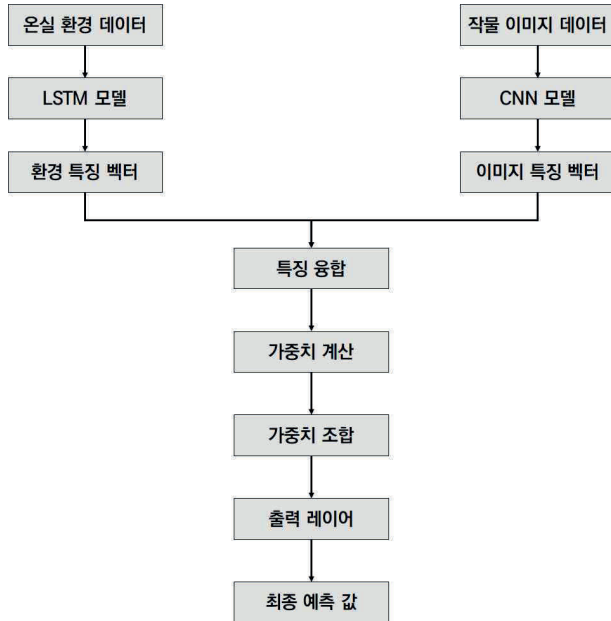 온실 환경 데이터
작물 이미지 데이터
LSTM 모델
CNN 모델
환경 특징 벡터
이미지 특징 벡터
특징 융합
가중치 계산
가중치 조합
출력 레이어
최종 예측 값